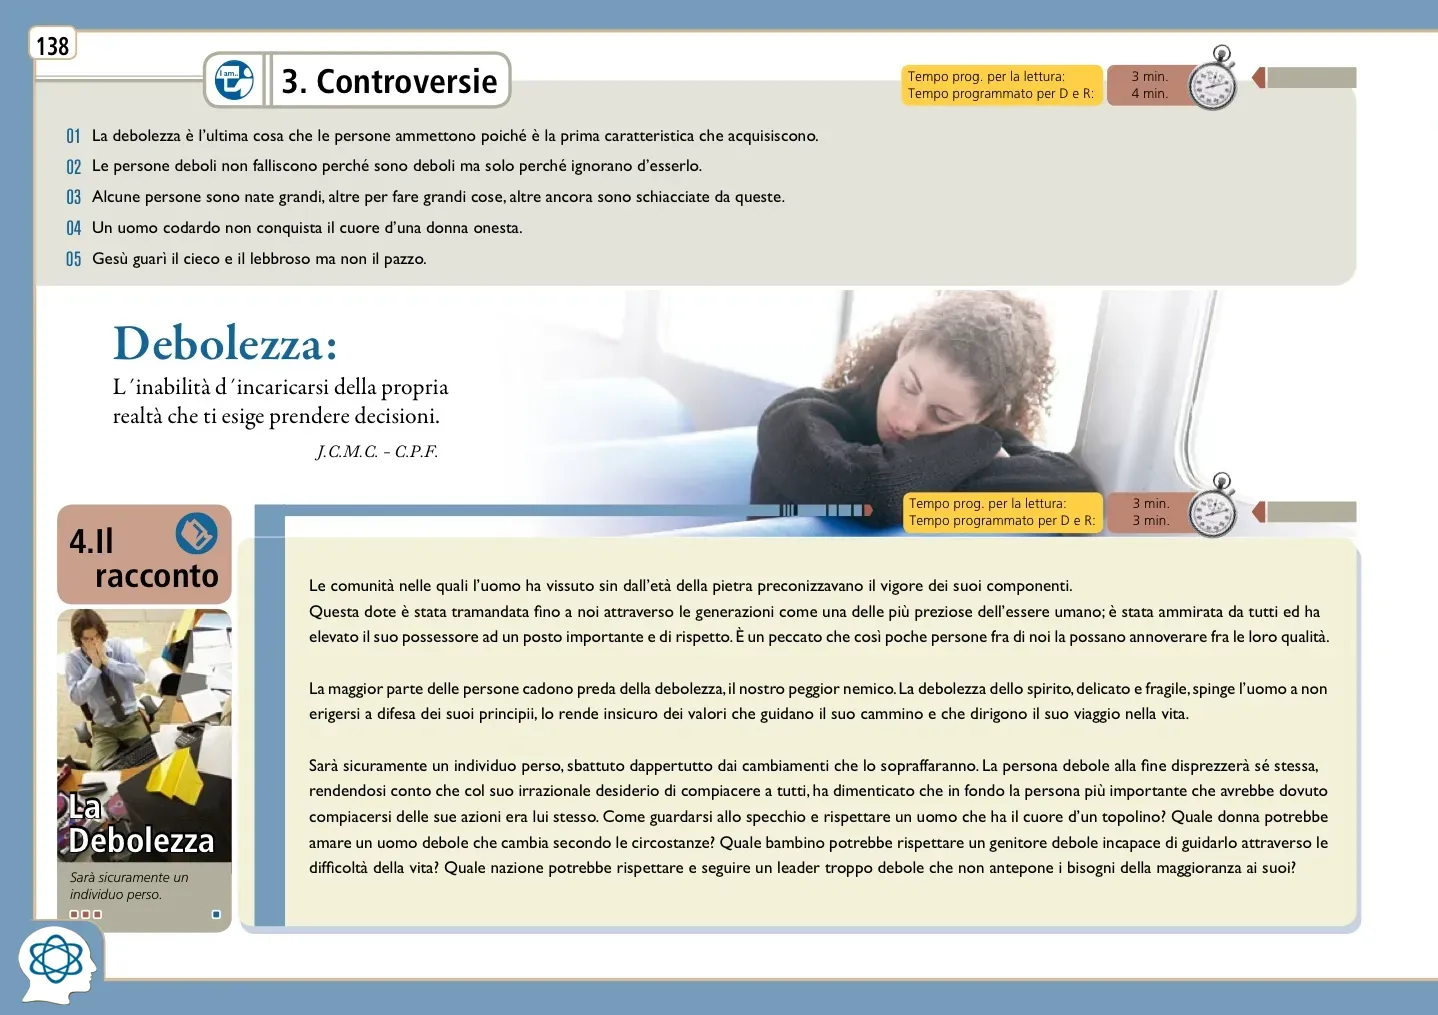 138
I am...
3. Controversie
Tempo prog. per la lettura: 3 min.
Tempo programmato per D e R: 4 min.
01 La debolezza è l’ultima cosa che le persone ammettono poiché è la prima caratteristica che acquisiscono.
02 Le persone deboli non falliscono perché sono deboli ma solo perché ignorano d’esserlo.
03 Alcune persone sono nate grandi, altre per fare grandi cose, altre ancora sono schiacciate da queste.
04 Un uomo codardo non conquista il cuore d’una donna onesta.
05 Gesù guarì il cieco e il lebbroso ma non il pazzo.
Debolezza:
L´inabilità d´incaricarsi della propria
realtà che ti esige prendere decisioni.
J.C.M.C. – C.P.F.
Tempo prog. per la lettura: 3 min.
Tempo programmato per D e R: 3 min.
4.Il
racconto
La
Debolezza
Sarà sicuramente un
individuo perso.
Le comunità nelle quali l’uomo ha vissuto sin dall’età della pietra preconizzavano il vigore dei suoi componenti.
Questa dote è stata tramandata fino a noi attraverso le generazioni come una delle più preziose dell’essere umano; è stata ammirata da tutti ed ha
elevato il suo possessore ad un posto importante e di rispetto. È un peccato che così poche persone fra di noi la possano annoverare fra le loro qualità.
La maggior parte delle persone cadono preda della debolezza, il nostro peggior nemico. La debolezza dello spirito, delicato e fragile, spinge l’uomo a non
erigersi a difesa dei suoi principii, lo rende insicuro dei valori che guidano il suo cammino e che dirigono il suo viaggio nella vita.
Sarà sicuramente un individuo perso, sbattuto dappertutto dai cambiamenti che lo sopraffaranno. La persona debole alla fine disprezzerà sé stessa,
rendendosi conto che col suo irrazionale desiderio di compiacere a tutti, ha dimenticato che in fondo la persona più importante che avrebbe dovuto
compiacersi delle sue azioni era lui stesso. Come guardarsi allo specchio e rispettare un uomo che ha il cuore d’un topolino? Quale donna potrebbe
amare un uomo debole che cambia secondo le circostanze? Quale bambino potrebbe rispettare un genitore debole incapace di guidarlo attraverso le
difficoltà della vita? Quale nazione potrebbe rispettare e seguire un leader troppo debole che non antepone i bisogni della maggioranza ai suoi?